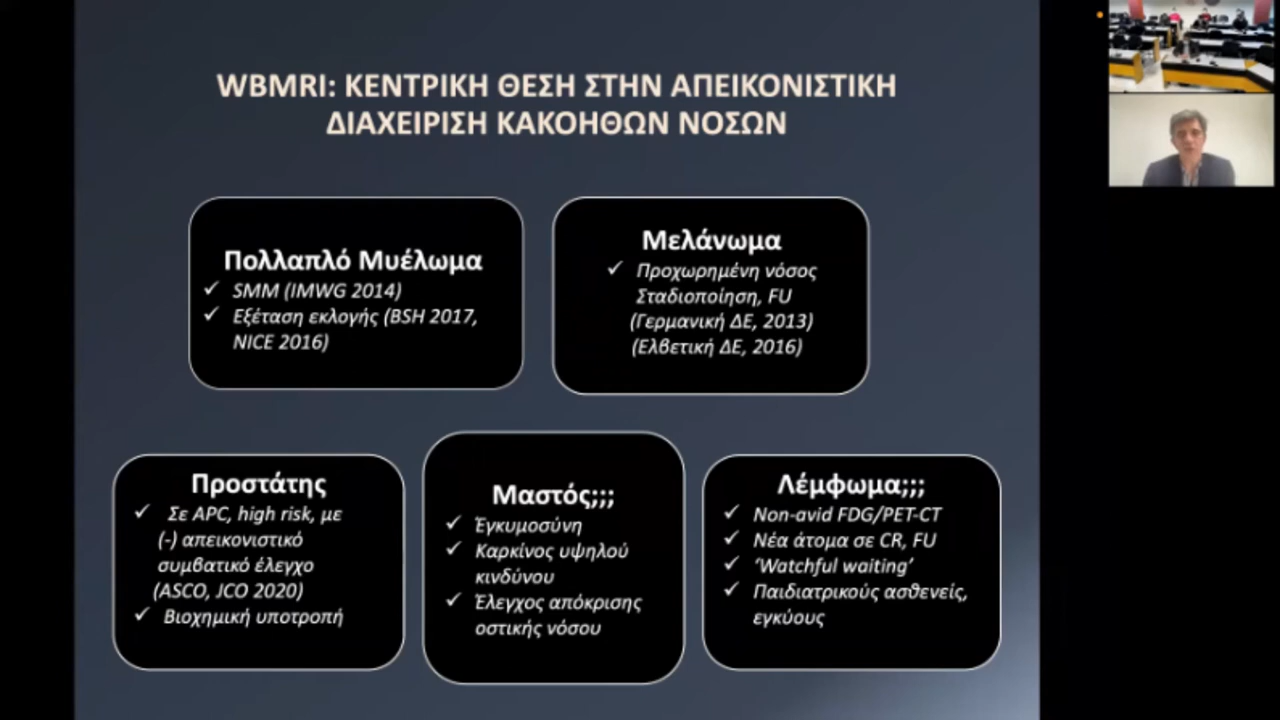 WBMRI: ΚΕΝΤΡΙΚΗ ΘΕΣΗ ΣΤΗΝ ΑΠΕΙΚΟΝΙΣΤΙΚΗ
ΔΙΑΧΕΙΡΙΣΗ ΚΑΚΟΗΘΩΝ ΝΟΣΩΝ
Πολλαπλό Μυέλωμα
✓ SMM (IMWG 2014)
✓ Εξέταση εκλογής (BSH 2017,
NICE 2016)
Μελάνωμα
✓ Προχωρημένη νόσος
Σταδιοποίηση, FU
(Γερμανική ΔΕ, 2013)
(Ελβετική ΔΕ, 2016)
Προστάτης
✓ Σε APC, high risk, με
(-) απεικονιστικό
συμβατικό έλεγχο
(ASCO, JCO 2020)
✓ Βιοχημική υποτροπή
Μαστός;;;
✓ Έγκυμοσύνη
✓ Καρκίνος υψηλού
κινδύνου
✓ Έλεγχος απόκρισης
οστικής νόσου
Λέμφωμα;;;
✓ Non-avid FDG/PET-CT
✓ Νέα άτομα σε CR, FU
✓ ‘Watchful waiting’
✓ Παιδιατρικούς ασθενείς,
εγκύους